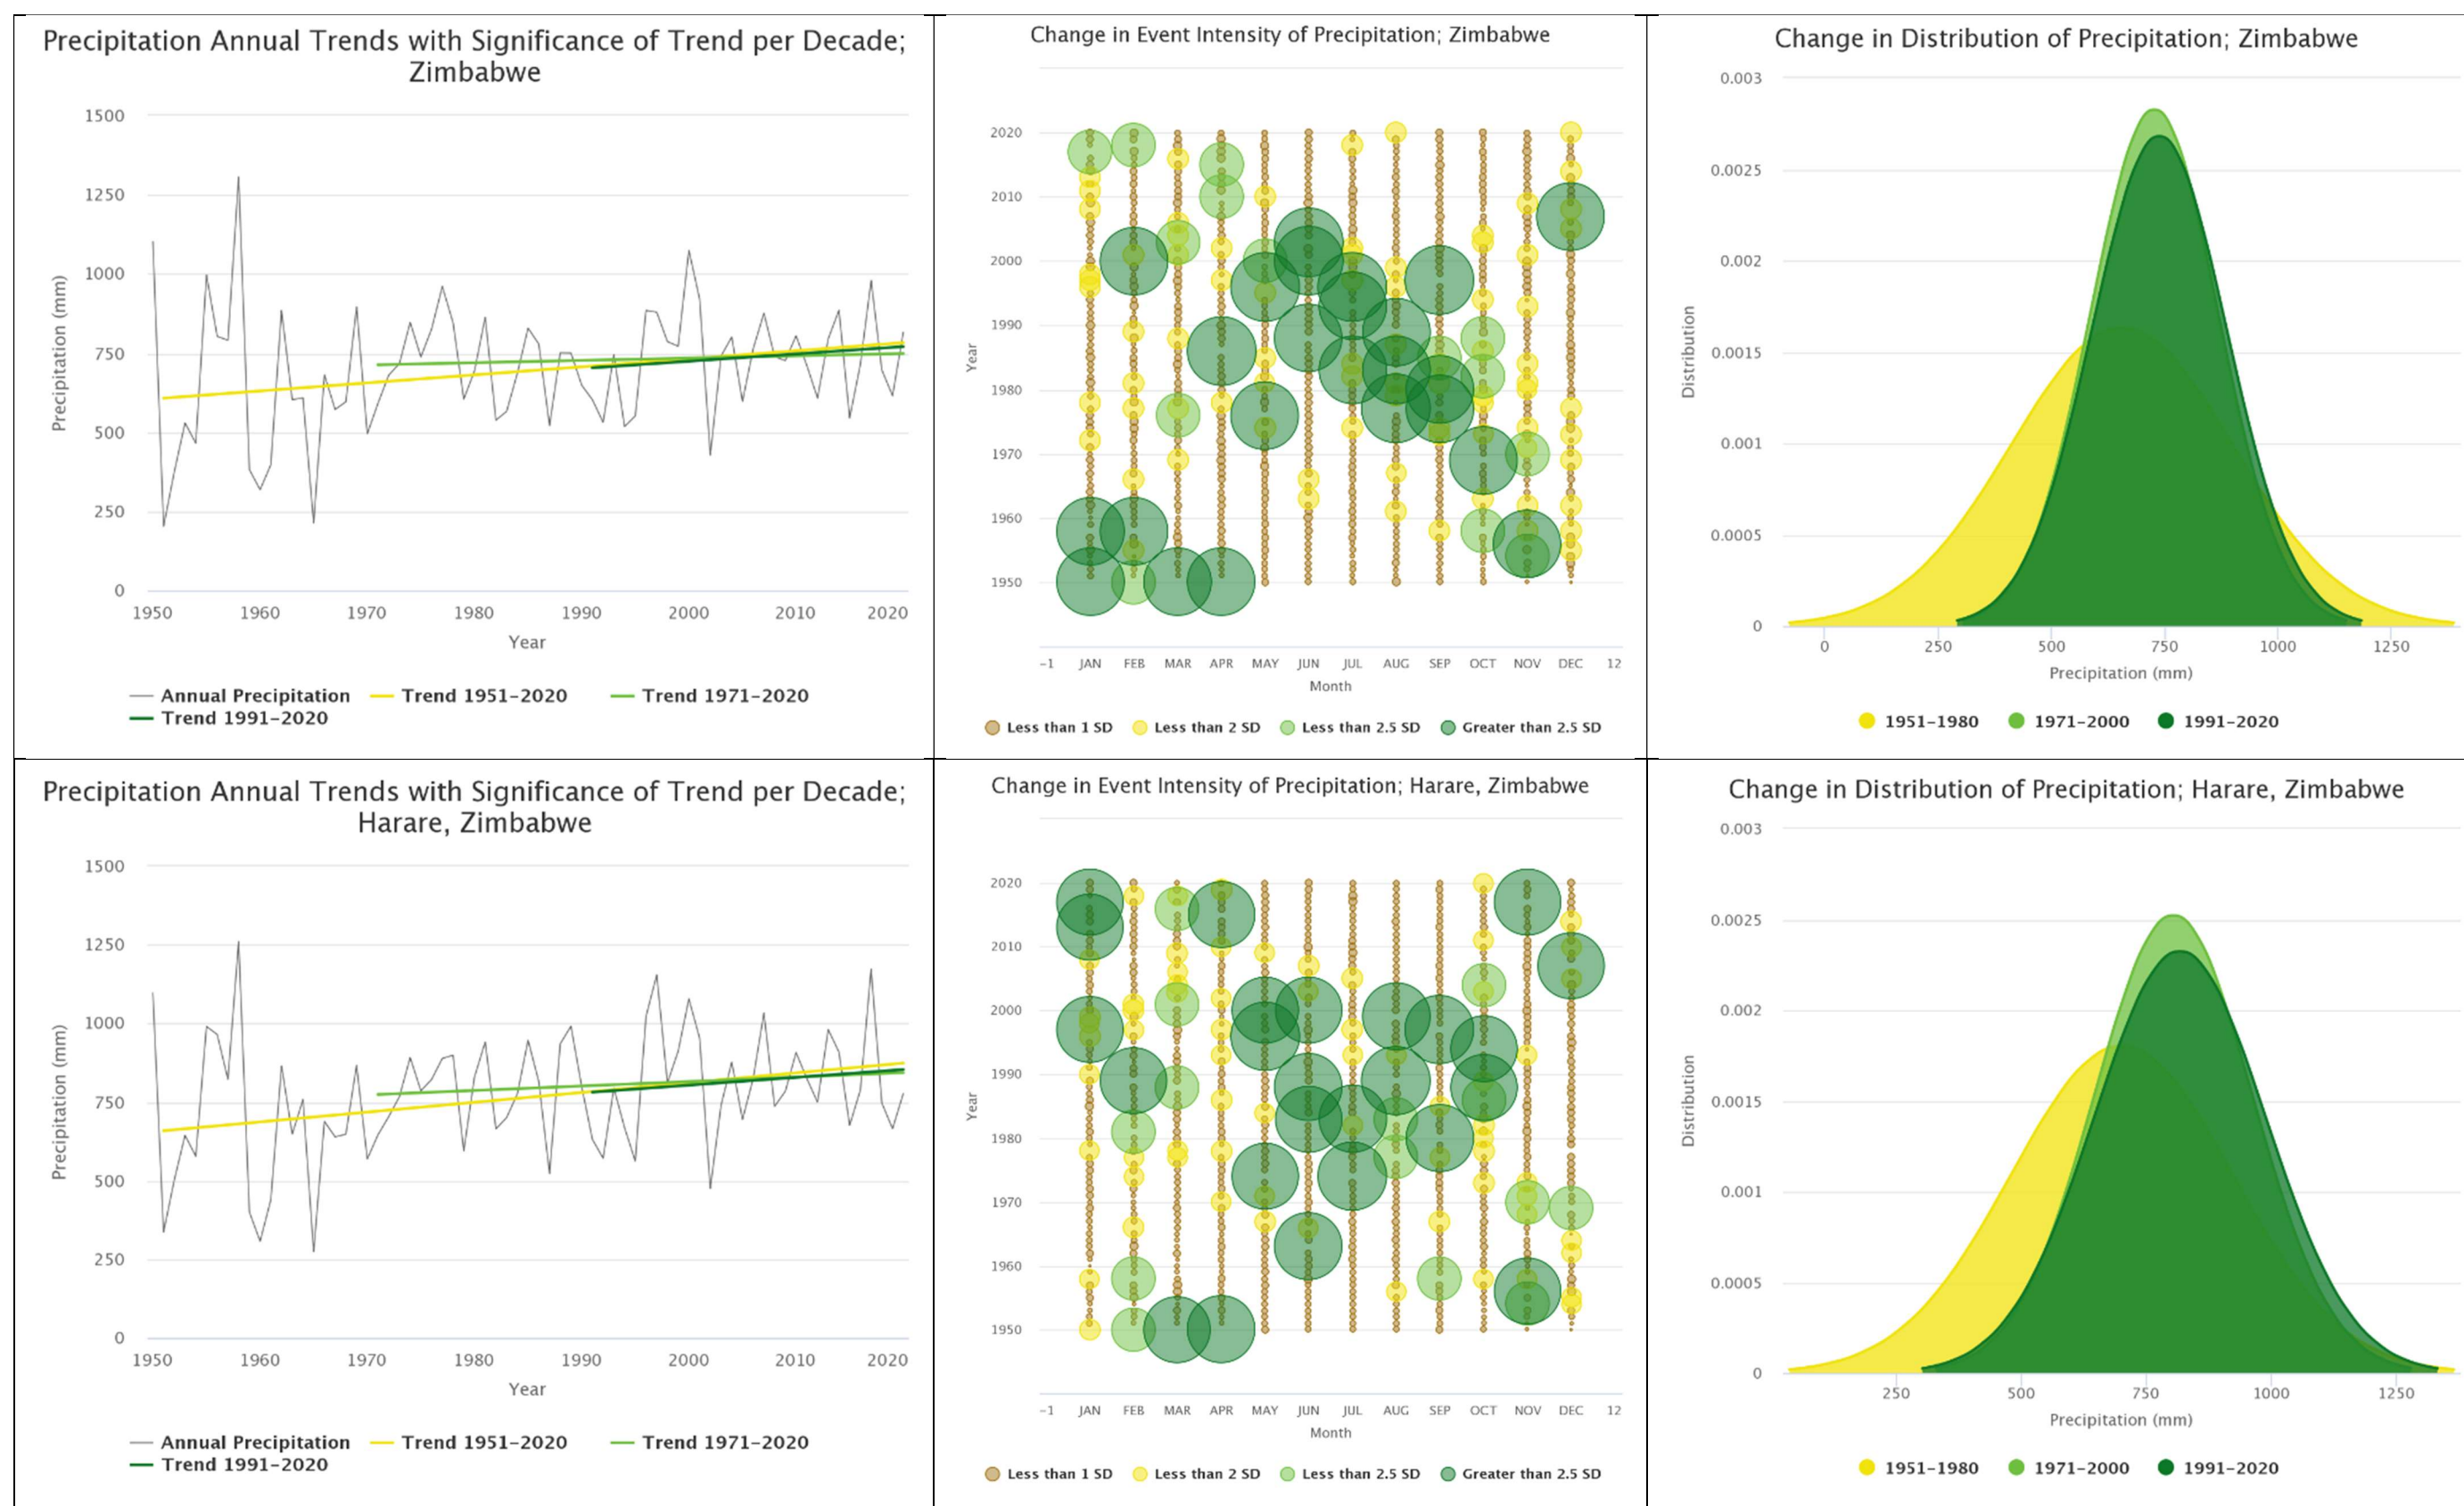 Precipitation Annual Trends with Significance of Trend per Decade;
Zimbabwe
1500
1250
1000
750
500
250
0
Precipitation (mm)
1950 1960 1970 1980 1990 2000 2010 2020
Year
Annual Precipitation Trend 1951–2020 Trend 1971–2020
Trend 1991–2020
Change in Event Intensity of Precipitation; Zimbabwe
2020
2010
2000
1990
1980
1970
1960
1950
Year
–1 JAN FEB MAR APR MAY JUN JUL AUG SEP OCT NOV DEC 12
Month
Less than 1 SD Less than 2 SD Less than 2.5 SD Greater than 2.5 SD
Change in Distribution of Precipitation; Zimbabwe
0.003
0.0025
0.002
0.0015
0.001
0.0005
0
Distribution
0 250 500 750 1000 1250
Precipitation (mm)
1951–1980 1971–2000 1991–2020
Precipitation Annual Trends with Significance of Trend per Decade;
Harare, Zimbabwe
1500
1250
1000
750
500
250
0
Precipitation (mm)
1950 1960 1970 1980 1990 2000 2010 2020
Year
Annual Precipitation Trend 1951–2020 Trend 1971–2020
Trend 1991–2020
Change in Event Intensity of Precipitation; Harare, Zimbabwe
2020
2010
2000
1990
1980
1970
1960
1950
Year
–1 JAN FEB MAR APR MAY JUN JUL AUG SEP OCT NOV DEC 12
Month
Less than 1 SD Less than 2 SD Less than 2.5 SD Greater than 2.5 SD
Change in Distribution of Precipitation; Harare, Zimbabwe
0.003
0.0025
0.002
0.0015
0.001
0.0005
0
Distribution
250 500 750 1000 1250
Precipitation (mm)
1951–1980 1971–2000 1991–2020